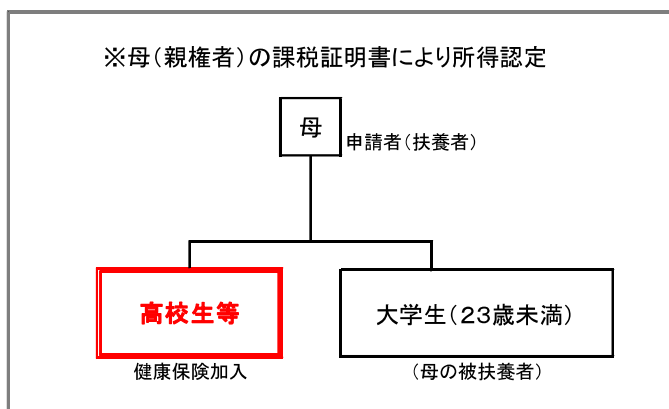 ※母（親権者）の課税証明書により所得認定
母
申請者（扶養者）
高校生等
大学生（２３歳未満）
健康保険加入
（母の被扶養者）